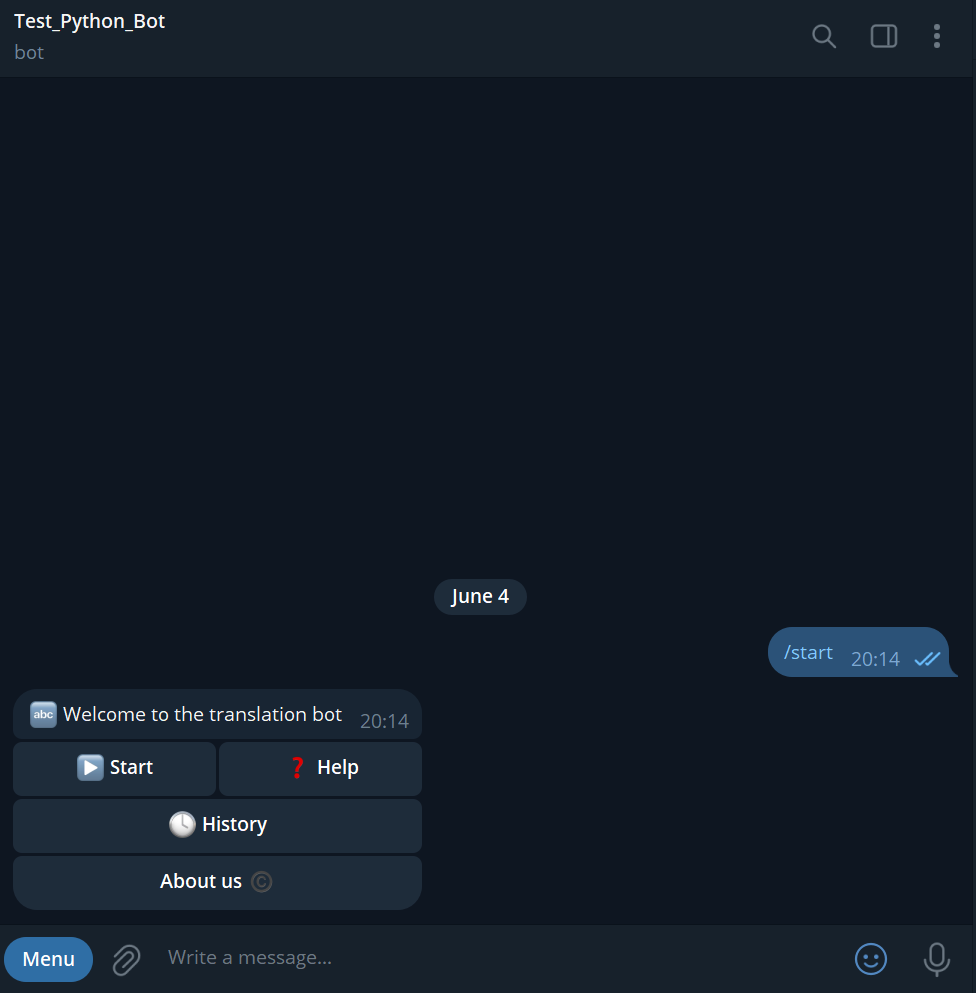 Test_Python_Bot
bot
June 4
/start 20:14
🔤 Welcome to the translation bot 20:14
▶️ Start
❓ Help
🕓 History
About us ©
Menu
Write a message...